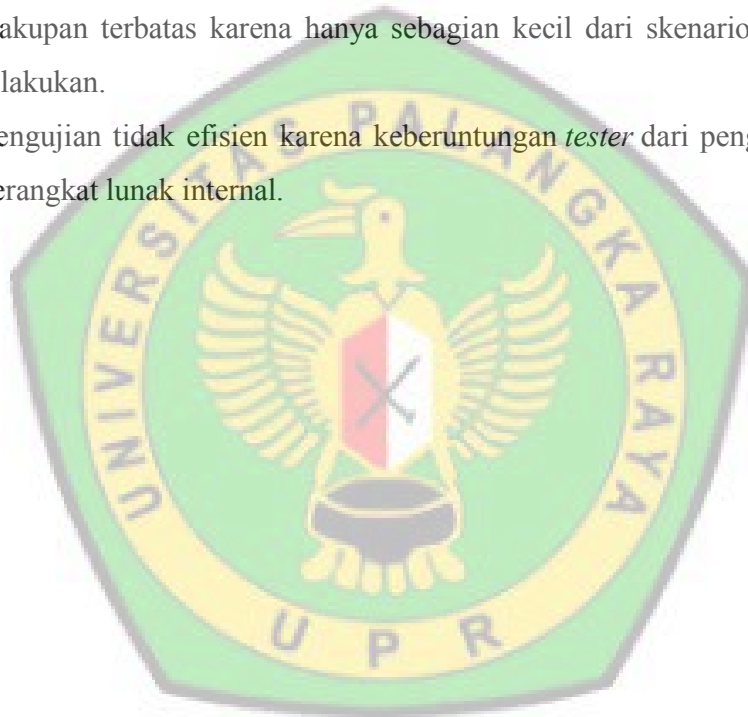 akupan terbatas karena hanya sebagian kecil dari skenario
lakukan.
engujian tidak efisien karena keberuntungan tester dari peng
erangkat lunak internal.
UNIVERSITAS PALANGKA RAYA
UPR